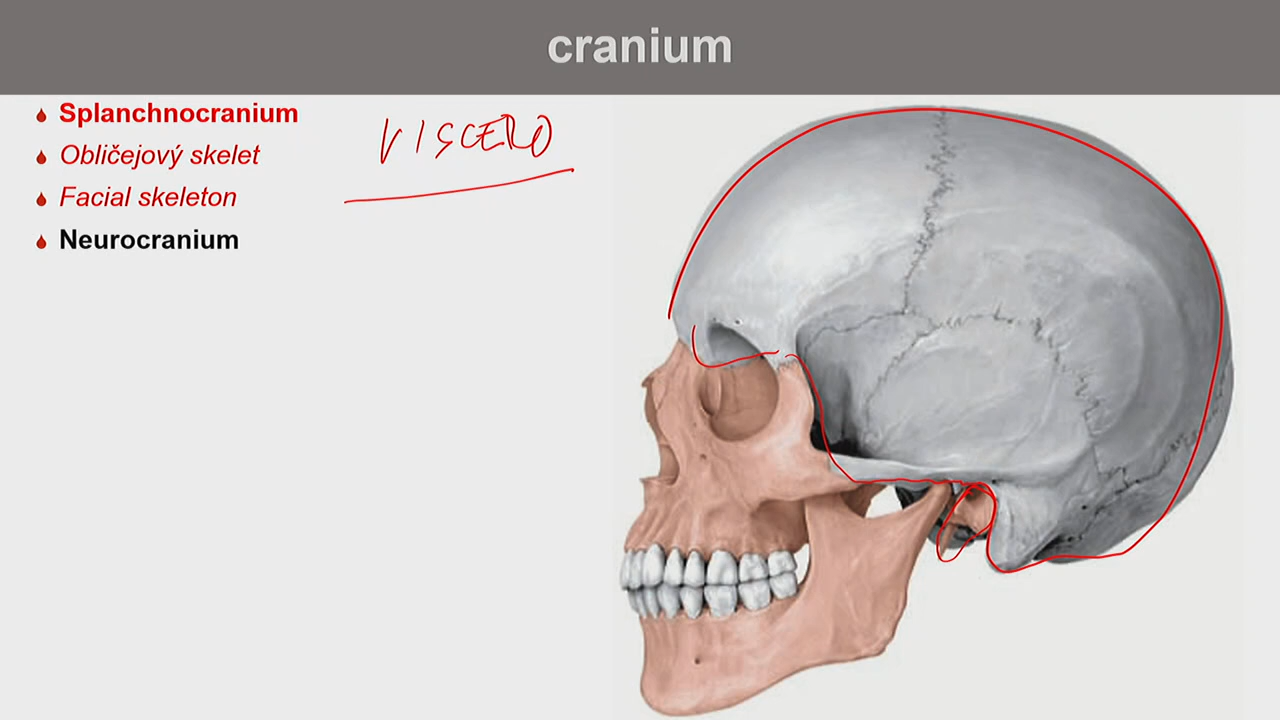 cranium
Splanchnocranium
VISCERO
Obličejový skelet
Facial skeleton
Neurocranium